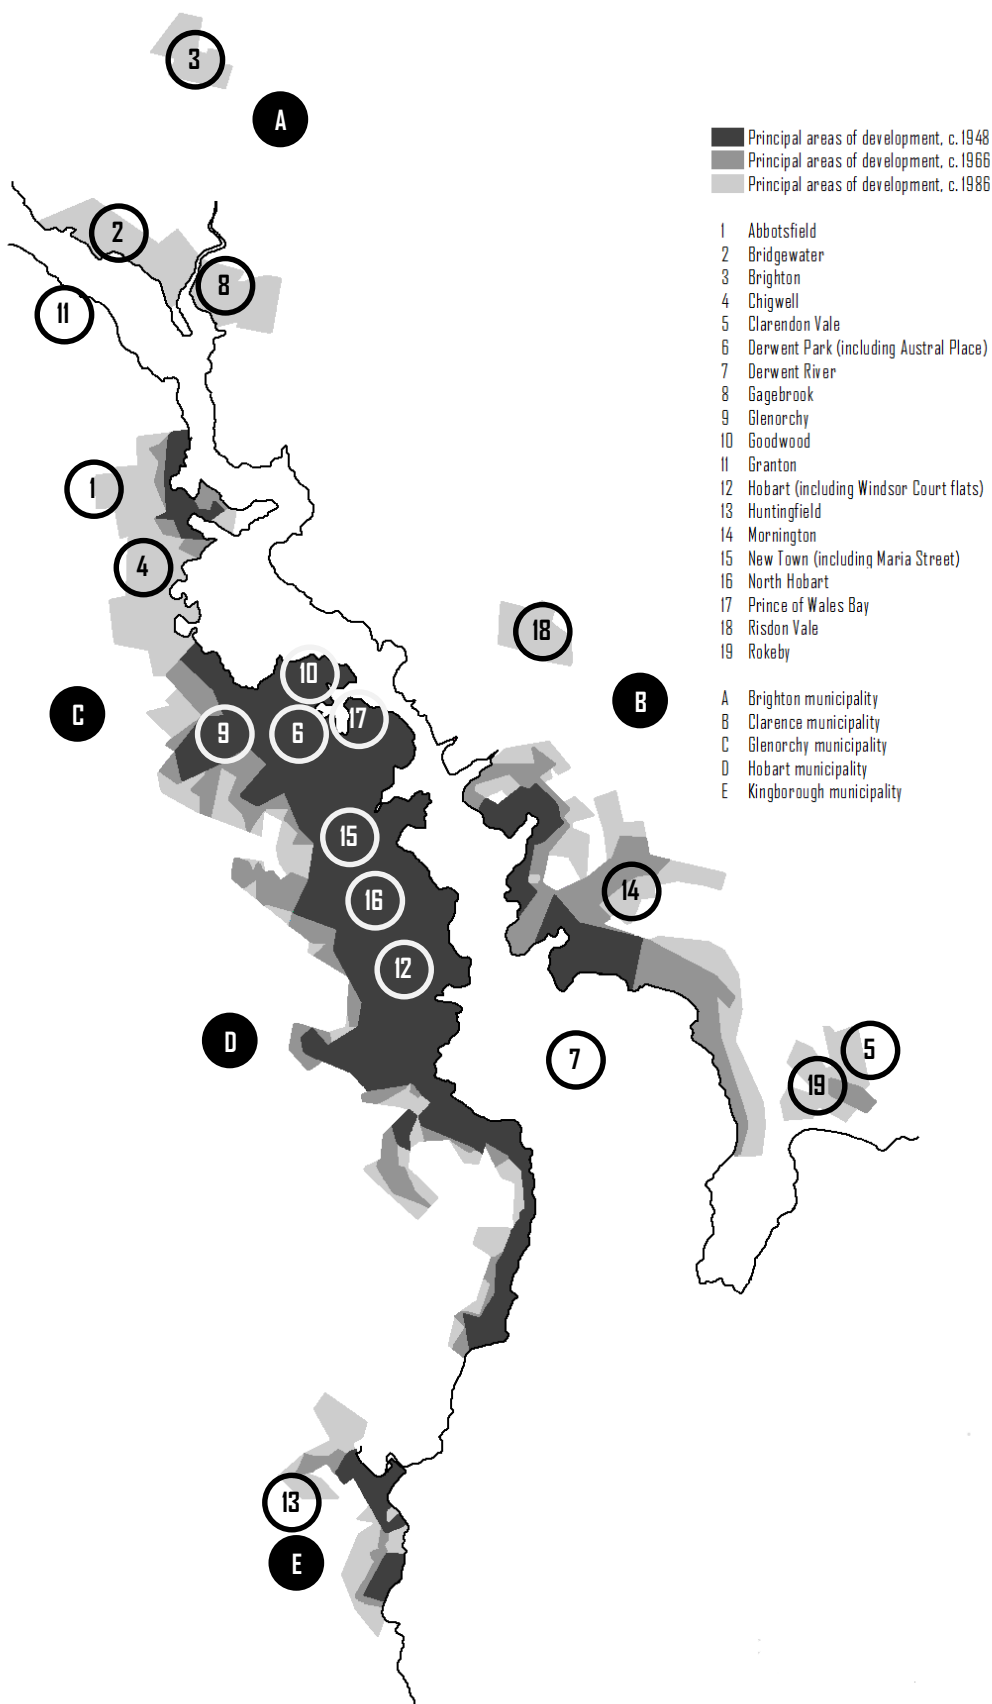 3
A
Principal areas of development, c.1948
Principal areas of development, c.1966
Principal areas of development, c.1986
1 Abbotsfield
2 Bridgewater
3 Brighton
4 Chigwell
5 Clarendon Vale
6 Derwent Park (including Austral Place)
7 Derwent River
8 Gagebrook
9 Glenorchy
10 Goodwood
11 Granton
12 Hobart (including Windsor Court flats)
13 Huntingfield
14 Mornington
15 New Town (including Maria Street)
16 North Hobart
17 Prince of Wales Bay
18 Risdon Vale
19 Rokeby
A Brighton municipality
B Clarence municipality
C Glenorchy municipality
D Hobart municipality
E Kingborough municipality
2
8
11
1
4
18
10
B
C
17
9
6
15
14
16
12
D
5
7
19
13
E